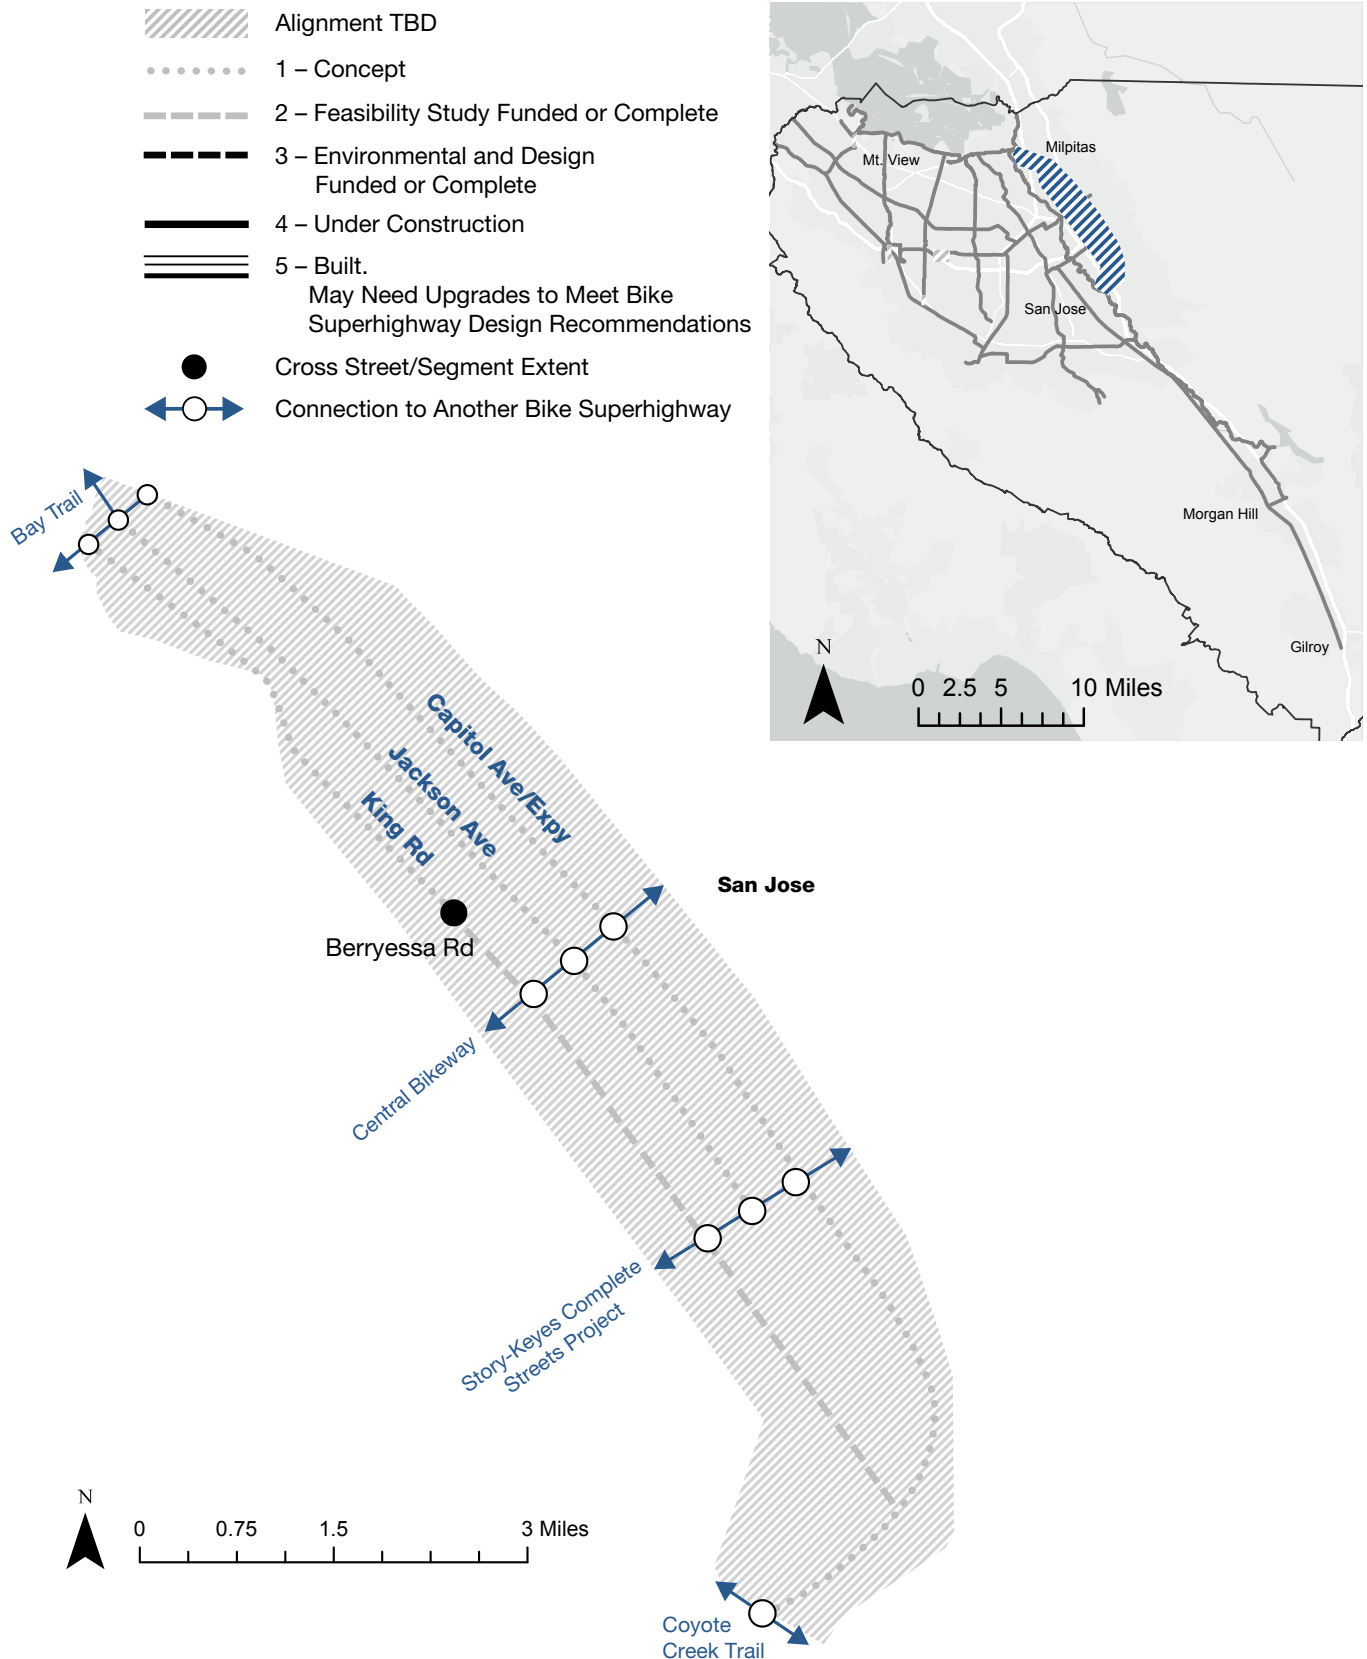 Alignment TBD
1 – Concept
2 – Feasibility Study Funded or Complete
3 – Environmental and Design
Funded or Complete
4 – Under Construction
5 – Built.
May Need Upgrades to Meet Bike
Superhighway Design Recommendations
Cross Street/Segment Extent
Connection to Another Bike Superhighway
Milpitas
Mt. View
San Jose
Morgan Hill
Gilroy
N
0 2.5 5 10 Miles
Bay Trail
Capitol Ave/Expy
Jackson Ave
King Rd
San Jose
Berryessa Rd
Central Bikeway
Story-Keyes Complete
Streets Project
N
0 0.75 1.5 3 Miles
Coyote
Creek Trail